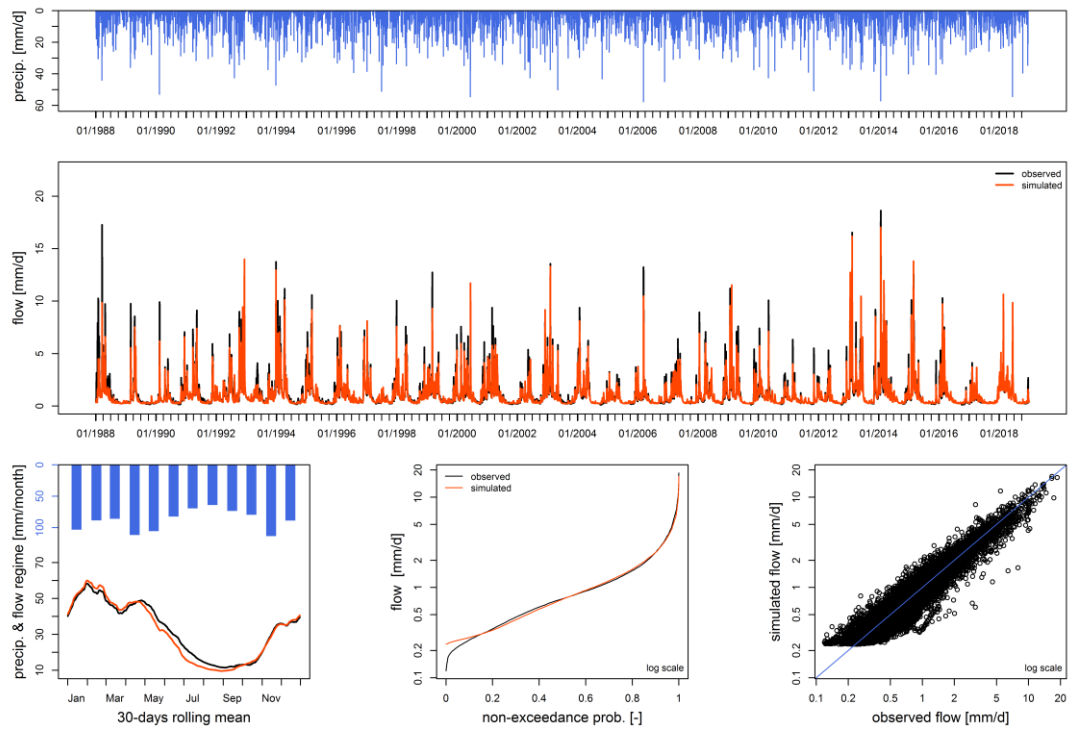 precip. [mm/d]
0
20
40
60
01/1988 01/1990 01/1992 01/1994 01/1996 01/1998 01/2000 01/2002 01/2004 01/2006 01/2008 01/2010 01/2012 01/2014 01/2016 01/2018
flow [mm/d]
20
15
10
5
0
observed
simulated
01/1988 01/1990 01/1992 01/1994 01/1996 01/1998 01/2000 01/2002 01/2004 01/2006 01/2008 01/2010 01/2012 01/2014 01/2016 01/2018
precip. & flow regime [mm/month]
0
50
100
70
50
30
10
Jan Mar May Jul Sep Nov
30-days rolling mean
flow [mm/d]
20
10
5
2
1
0.5
0.2
0.1
observed
simulated
log scale
0 0.2 0.4 0.6 0.8 1
non-exceedance prob. [-]
simulated flow [mm/d]
20
10
5
2
1
0.5
0.2
0.1
log scale
0.1 0.2 0.5 1 2 5 10 20
observed flow [mm/d]